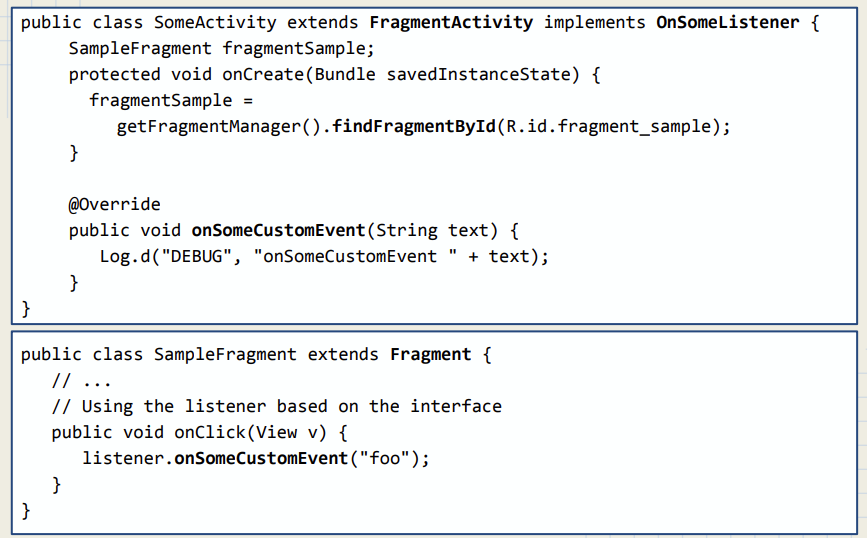 public class SomeActivity extends FragmentActivity implements OnSomeListener {
SampleFragment fragmentSample;
protected void onCreate(Bundle savedInstanceState) {
fragmentSample =
getFragmentManager().findFragmentById(R.id.fragment_sample);
}
@Override
public void onSomeCustomEvent(String text) {
Log.d("DEBUG", "onSomeCustomEvent " + text);
}
}
public class SampleFragment extends Fragment {
// ...
// Using the listener based on the interface
public void onClick(View v) {
listener.onSomeCustomEvent("foo");
}
}